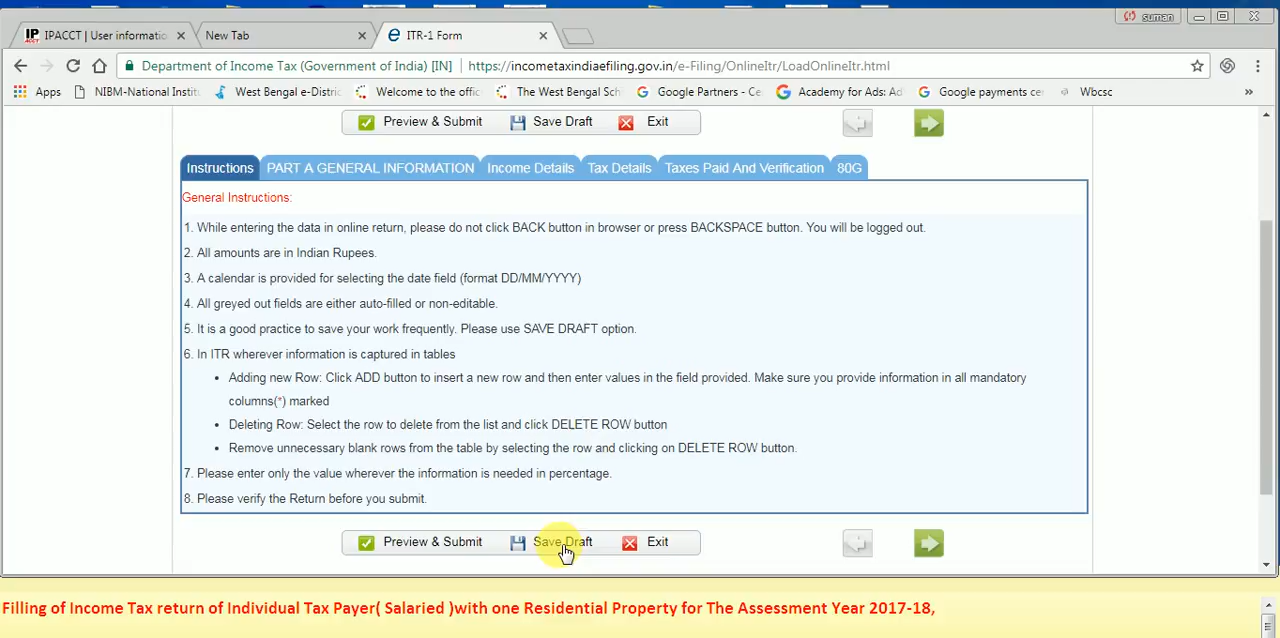 suman
IPACCT | User informatio
New Tab
ITR-1 Form
Department of Income Tax (Government of India) [IN] https://incometaxindiaefiling.gov.in/e-Filing/OnlineItr/LoadOnlineItr.html
Apps NIBM-National Instit West Bengal e-Distric Welcome to the offic The West Bengal Sch Google Partners - Ce Academy for Ads: Ad Google payments ce Wbcsc »
Preview & Submit Save Draft Exit
Instructions PART A GENERAL INFORMATION Income Details Tax Details Taxes Paid And Verification 80G
General Instructions:
1. While entering the data in online return, please do not click BACK button in browser or press BACKSPACE button. You will be logged out.
2. All amounts are in Indian Rupees.
3. A calendar is provided for selecting the date field (format DD/MM/YYYY)
4. All greyed out fields are either auto-filled or non-editable.
5. It is a good practice to save your work frequently. Please use SAVE DRAFT option.
6. In ITR wherever information is captured in tables
• Adding new Row: Click ADD button to insert a new row and then enter values in the field provided. Make sure you provide information in all mandatory
columns(*) marked
• Deleting Row: Select the row to delete from the list and click DELETE ROW button
• Remove unnecessary blank rows from the table by selecting the row and clicking on DELETE ROW button.
7. Please enter only the value wherever the information is needed in percentage.
8. Please verify the Return before you submit.
Preview & Submit Save Draft Exit
Filling of Income Tax return of Individual Tax Payer( Salaried )with one Residential Property for The Assessment Year 2017-18,